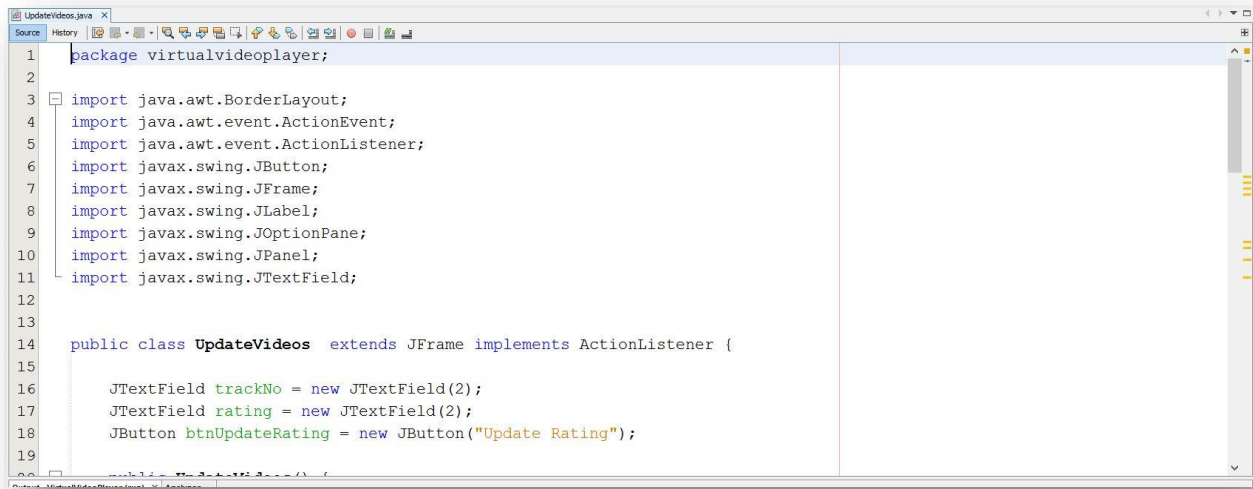 UpdateVideos.java
Source History
1 package virtualvideoplayer;
2
3 import java.awt.BorderLayout;
4 import java.awt.event.ActionEvent;
5 import java.awt.event.ActionListener;
6 import javax.swing.JButton;
7 import javax.swing.JFrame;
8 import javax.swing.JLabel;
9 import javax.swing.JOptionPane;
10 import javax.swing.JPanel;
11 import javax.swing.JTextField;
12
13
14 public class UpdateVideos extends JFrame implements ActionListener {
15
16 JTextField trackNo = new JTextField(2);
17 JTextField rating = new JTextField(2);
18 JButton btnUpdateRating = new JButton("Update Rating");
19
20 public UpdateVideos() {